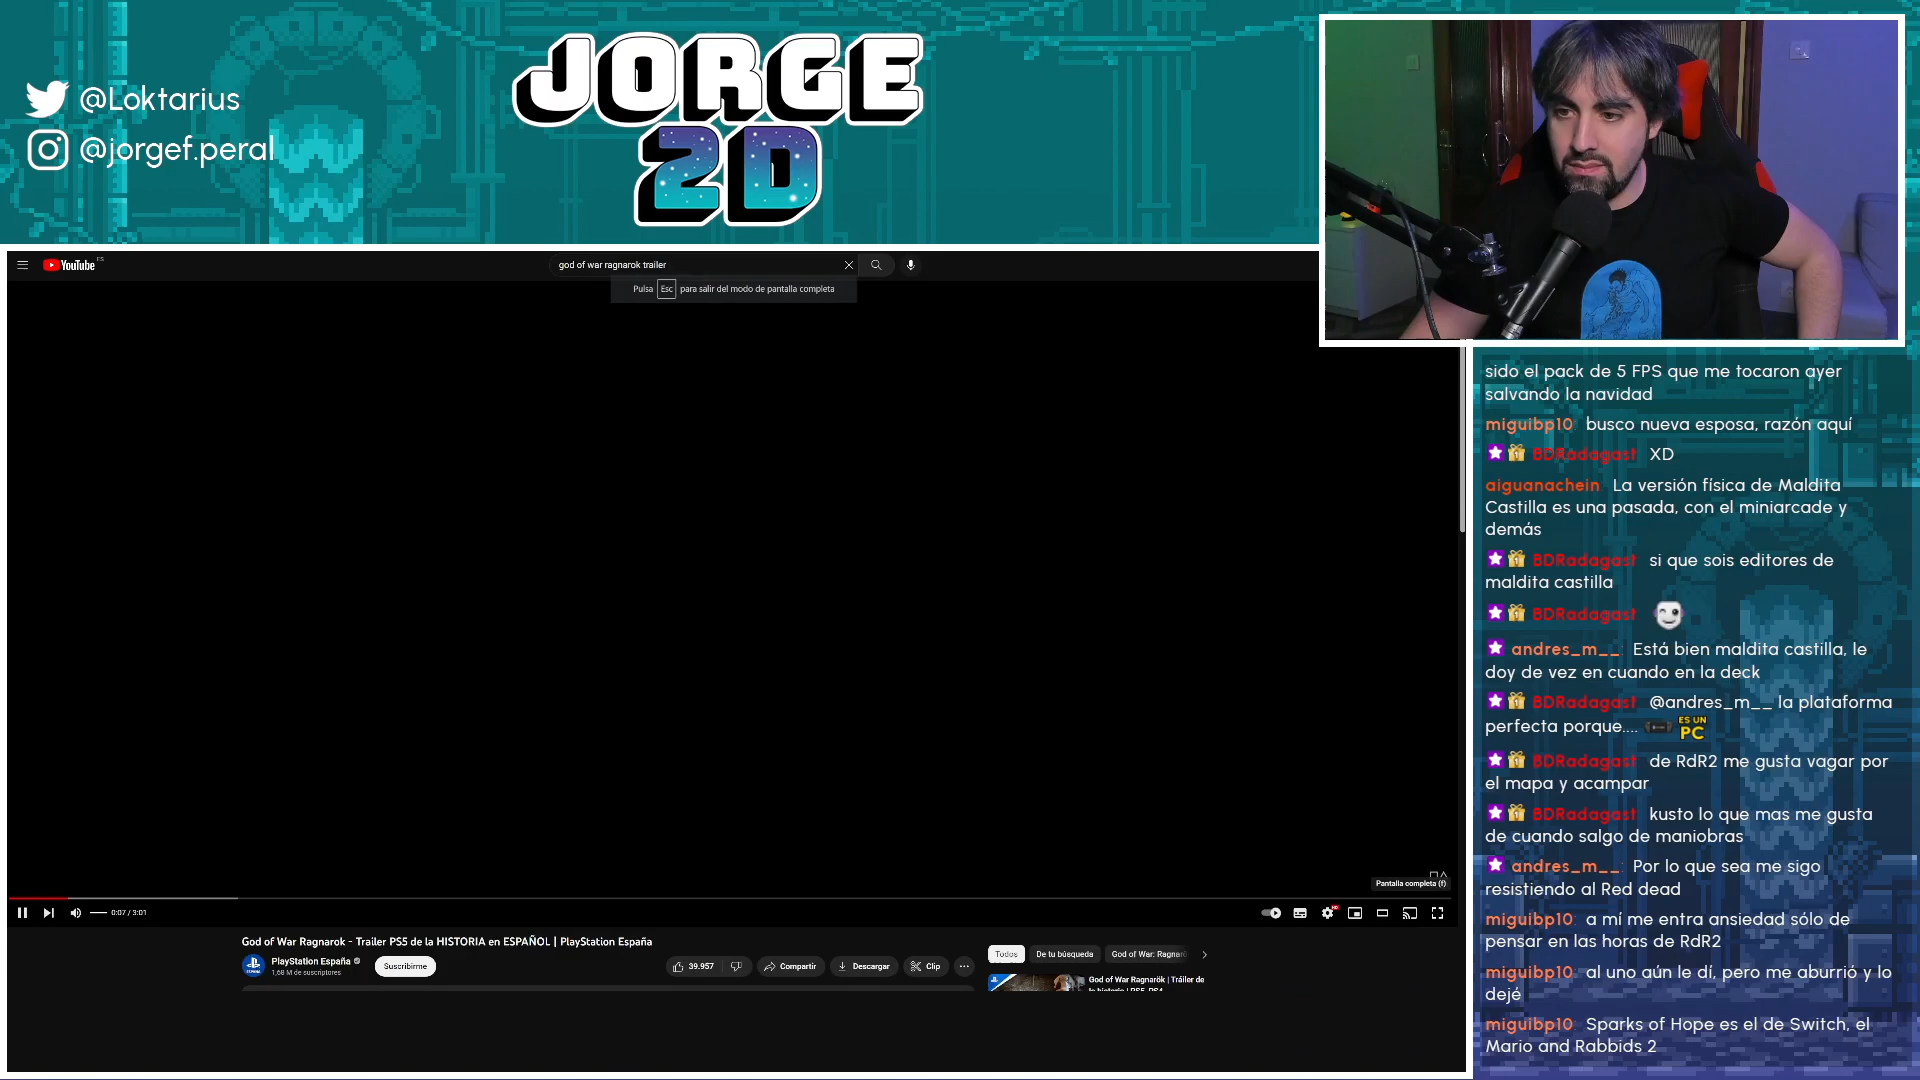 @Loktarius
@jorgef.peral
JORGE
2D
YouTube ES
god of war ragnarok trailer
Pulsa Esc para salir del modo de pantalla completa
Pantalla completa (f)
0:07 / 3:01
God of War Ragnarok - Trailer PS5 de la HISTORIA en ESPAÑOL | PlayStation España
PlayStation España
1,68 M de suscriptores
Suscribirme
39.957
Compartir
Descargar
Clip
Todos
De tu búsqueda
God of War: Ragnarö
God of War Ragnarök | Tráiler de
la historia | PS5, PS4
sido el pack de 5 FPS que me tocaron ayer
salvando la navidad
miguibp10: busco nueva esposa, razón aquí
BDRadagast: XD
aiguanachein: La versión física de Maldita
Castilla es una pasada, con el miniarcade y
demás
BDRadagast: si que sois editores de
maldita castilla
BDRadagast:
andres_m__: Está bien maldita castilla, le
doy de vez en cuando en la deck
BDRadagast: @andres_m__ la plataforma
perfecta porque.... ES UN PC
BDRadagast: de RdR2 me gusta vagar por
el mapa y acampar
BDRadagast: kusto lo que mas me gusta
de cuando salgo de maniobras
andres_m__: Por lo que sea me sigo
resistiendo al Red dead
miguibp10: a mí me entra ansiedad sólo de
pensar en las horas de RdR2
miguibp10: al uno aún le dí, pero me aburrió y lo
dejé
miguibp10: Sparks of Hope es el de Switch, el
Mario and Rabbids 2